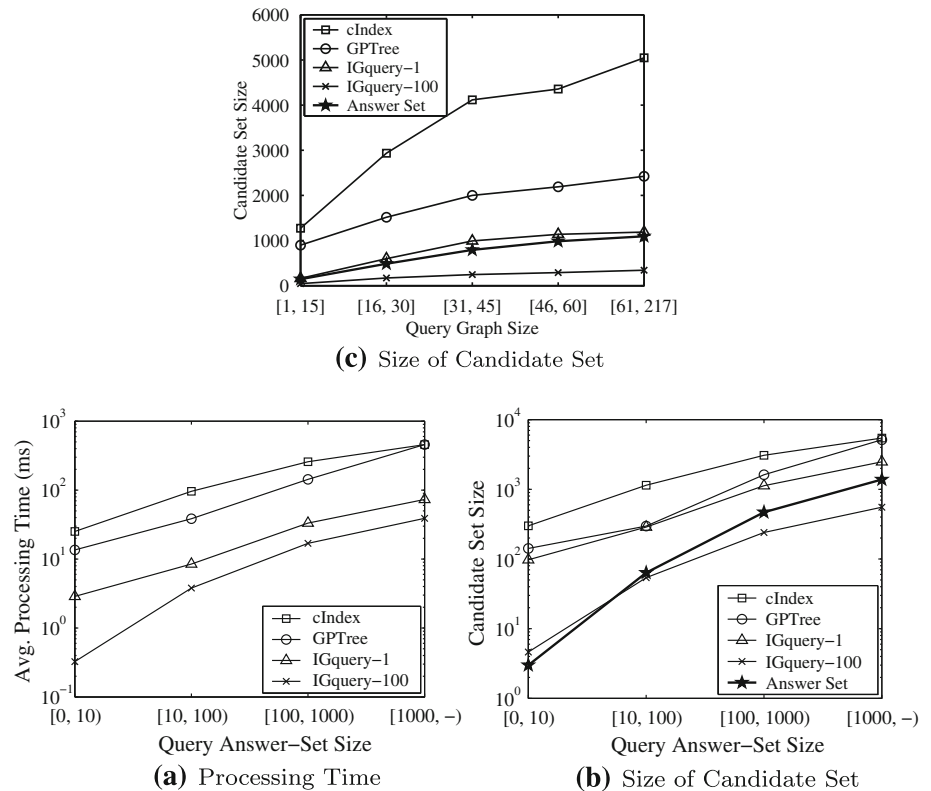 6000
5000
4000
3000
2000
1000
0
Candidate Set Size
cIndex
GPTree
IGquery−1
IGquery−100
Answer Set
[1, 15] [16, 30] [31, 45] [46, 60] [61, 217]
Query Graph Size
(c) Size of Candidate Set
10^3
10^2
10^1
10^0
10^−1
Avg. Processing Time (ms)
cIndex
GPTree
IGquery−1
IGquery−100
[0, 10) [10, 100) [100, 1000) [1000, −)
Query Answer−Set Size
(a) Processing Time
10^4
10^3
10^2
10^1
10^0
Candidate Set Size
cIndex
GPTree
IGquery−1
IGquery−100
Answer Set
[0, 10) [10, 100) [100, 1000) [1000, −)
Query Answer−Set Size
(b) Size of Candidate Set